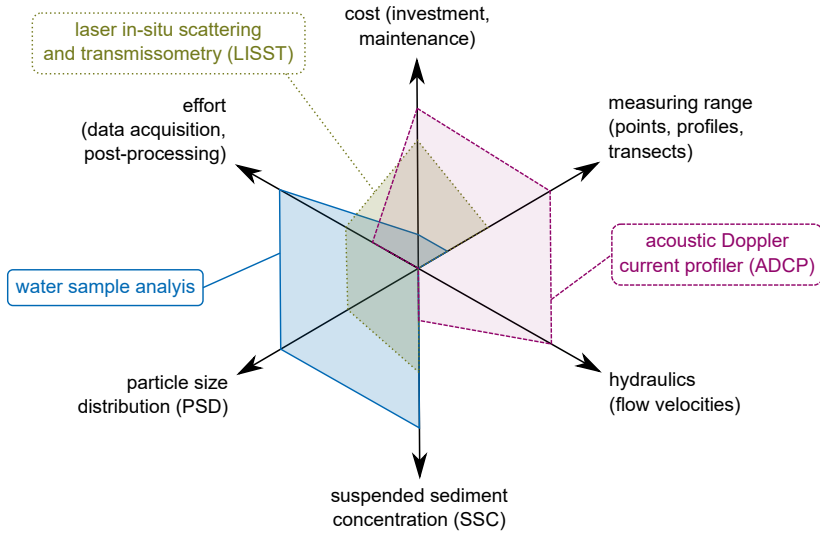 laser in-situ scattering
and transmissometry (LISST)
cost (investment,
maintenance)
effort
(data acquisition,
post-processing)
measuring range
(points, profiles,
transects)
water sample analyis
acoustic Doppler
current profiler (ADCP)
particle size
distribution (PSD)
hydraulics
(flow velocities)
suspended sediment
concentration (SSC)